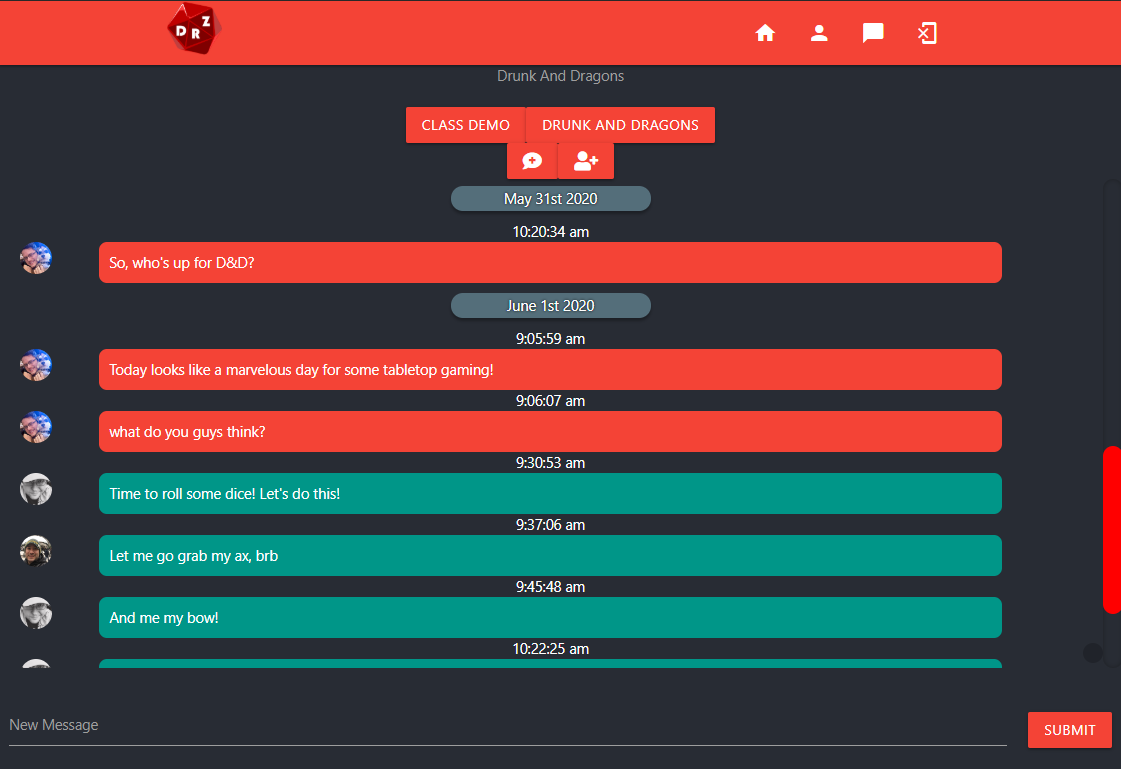 D R Z
Drunk And Dragons
CLASS DEMO DRUNK AND DRAGONS
May 31st 2020
10:20:34 am
So, who's up for D&D?
June 1st 2020
9:05:59 am
Today looks like a marvelous day for some tabletop gaming!
9:06:07 am
what do you guys think?
9:30:53 am
Time to roll some dice! Let's do this!
9:37:06 am
Let me go grab my ax, brb
9:45:48 am
And me my bow!
10:22:25 am
New Message
SUBMIT